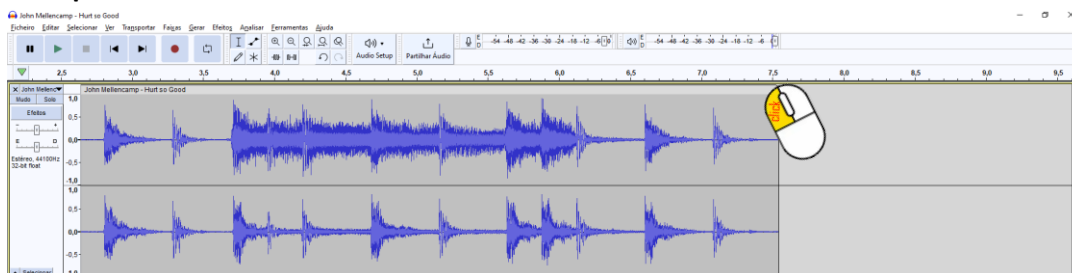 John Mellencamp - Hurt so Good
Ficheiro Editar Selecionar Ver Transportar Faixas Gerar Efeitos Analisar Ferramentas Ajuda
E D -54 -48 -42 -36 -30 -24 -18 -12 -6 0 E D -54 -48 -42 -36 -30 -24 -18 -12 -6 0
Audio Setup Partilhar Áudio
2,5 3,0 3,5 4,0 4,5 5,0 5,5 6,0 6,5 7,0 7,5 8,0 8,5 9,0 9,5
X John Mellenc John Mellencamp - Hurt so Good
Mudo Solo 1,0
Efeitos 0,5
- +
0,0
E D
Estéreo, 44100Hz -0,5
32-bit float
-1,0
1,0
0,5
0,0
-0,5
Selecionar -1,0
click